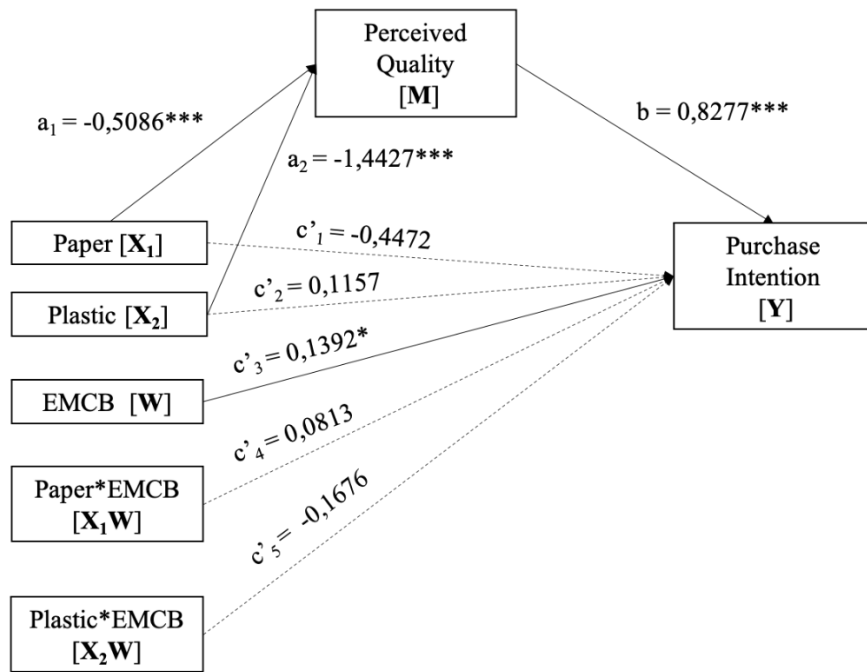 Perceived
Quality
[M]
a₁ = -0,5086***
b = 0,8277***
a₂ = -1,4427***
Paper [X₁]
c'₁ = -0,4472
Purchase
Intention
[Y]
Plastic [X₂]
c'₂ = 0,1157
EMCB [W]
c'₃ = 0,1392*
Paper*EMCB
[X₁W]
c'₄ = 0,0813
Plastic*EMCB
[X₂W]
c'₅ = -0,1676